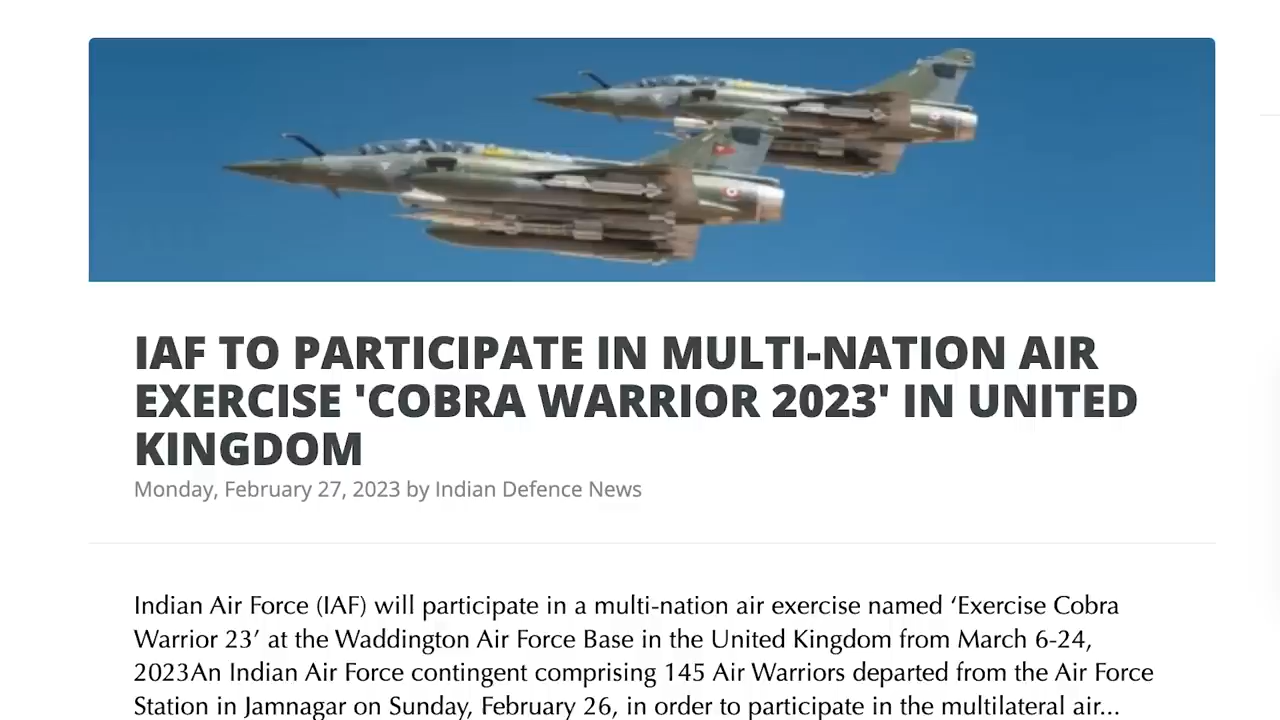 IAF TO PARTICIPATE IN MULTI-NATION AIR
EXERCISE 'COBRA WARRIOR 2023' IN UNITED
KINGDOM
Monday, February 27, 2023 by Indian Defence News
Indian Air Force (IAF) will participate in a multi-nation air exercise named ‘Exercise Cobra
Warrior 23’ at the Waddington Air Force Base in the United Kingdom from March 6-24,
2023An Indian Air Force contingent comprising 145 Air Warriors departed from the Air Force
Station in Jamnagar on Sunday, February 26, in order to participate in the multilateral air...